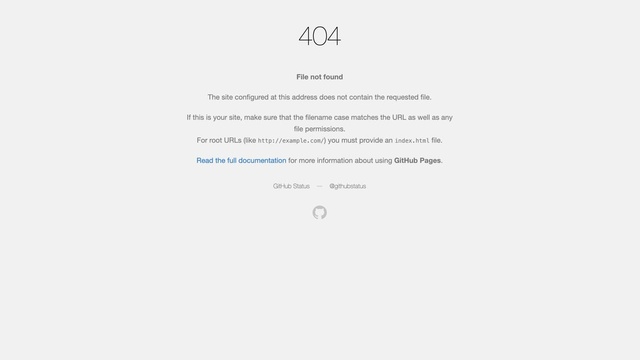 404
File not found
The site configured at this address does not contain the requested file.
If this is your site, make sure that the filename case matches the URL as well as any
file permissions.
For root URLs (like http://example.com/) you must provide an index.html file.
Read the full documentation for more information about using GitHub Pages.
GitHub Status — @githubstatus